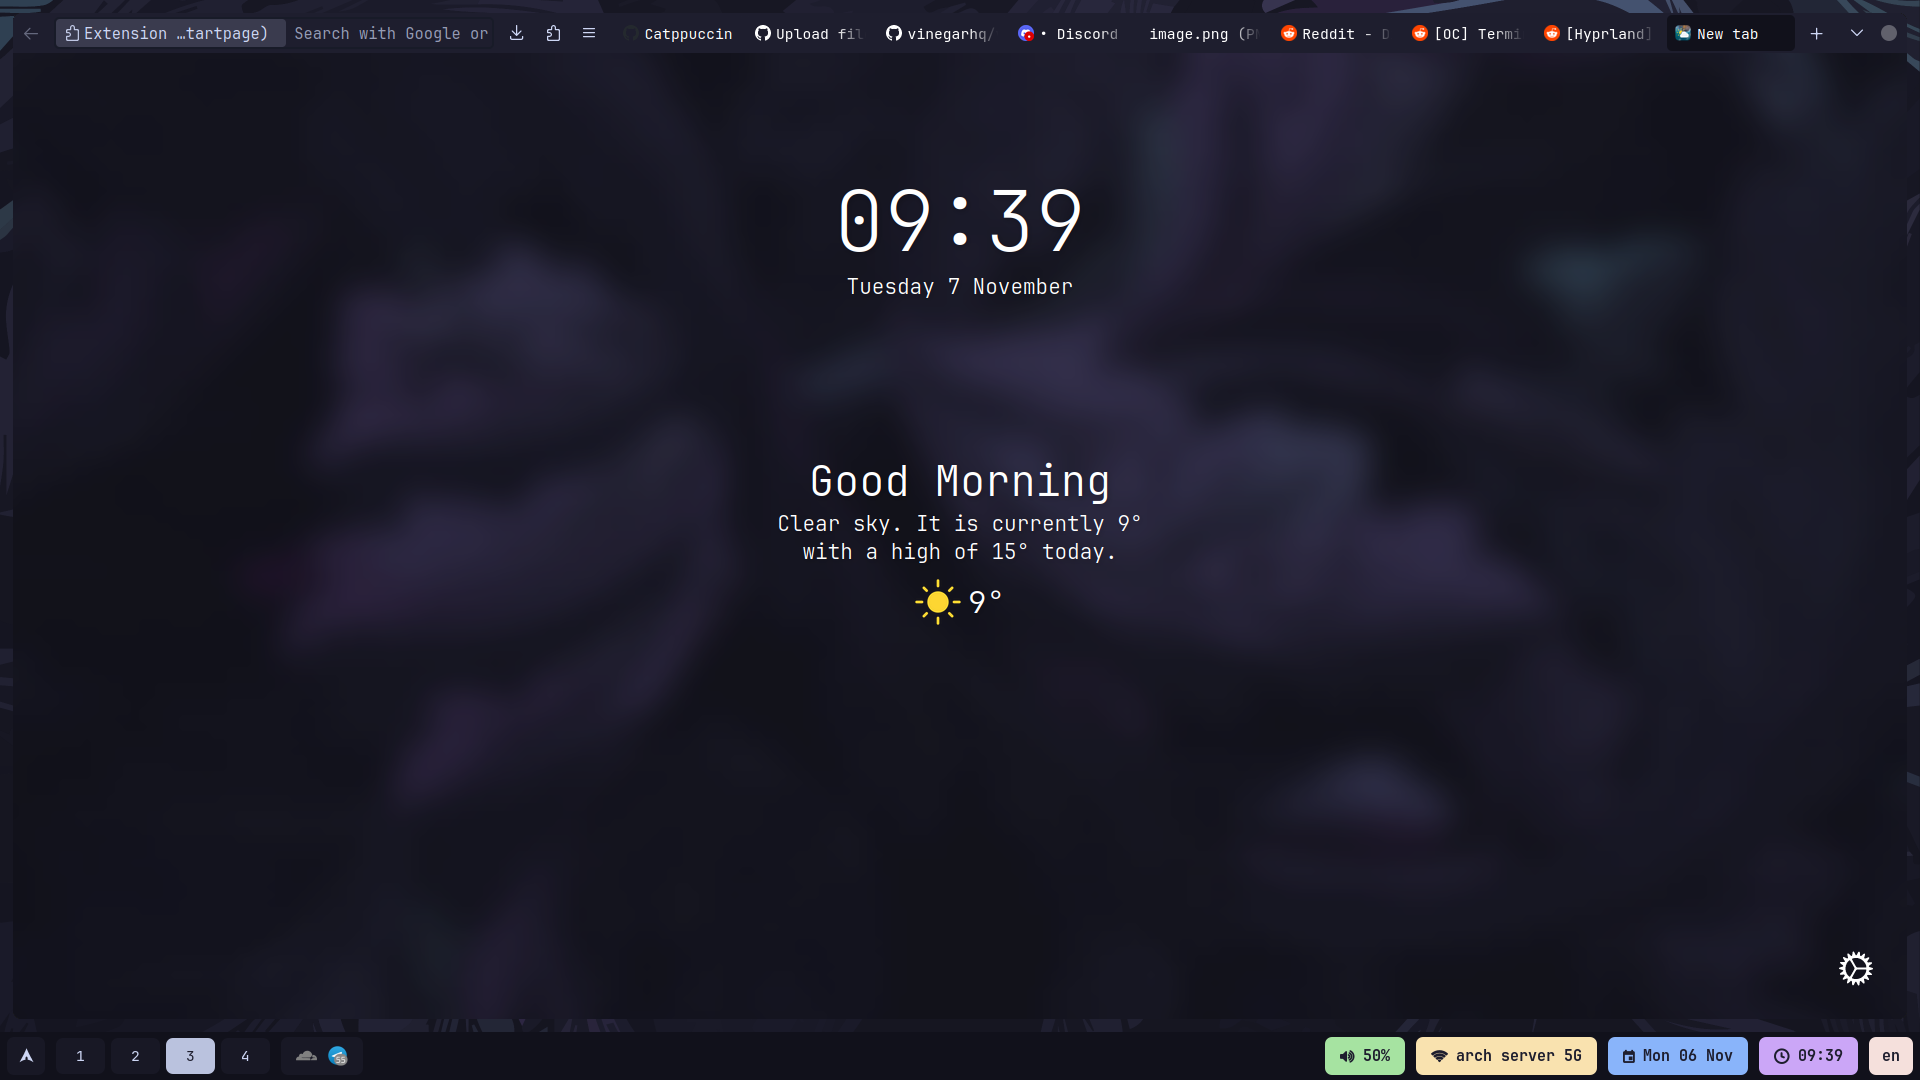 Extension …tartpage) Search with Google or Catppuccin Upload fil vinegarhq/ • Discord image.png (P Reddit - D [OC] Termi [Hyprland] New tab
09:39
Tuesday 7 November
Good Morning
Clear sky. It is currently 9°
with a high of 15° today.
9°
1 2 3 4 55 50% arch server 5G Mon 06 Nov 09:39 en